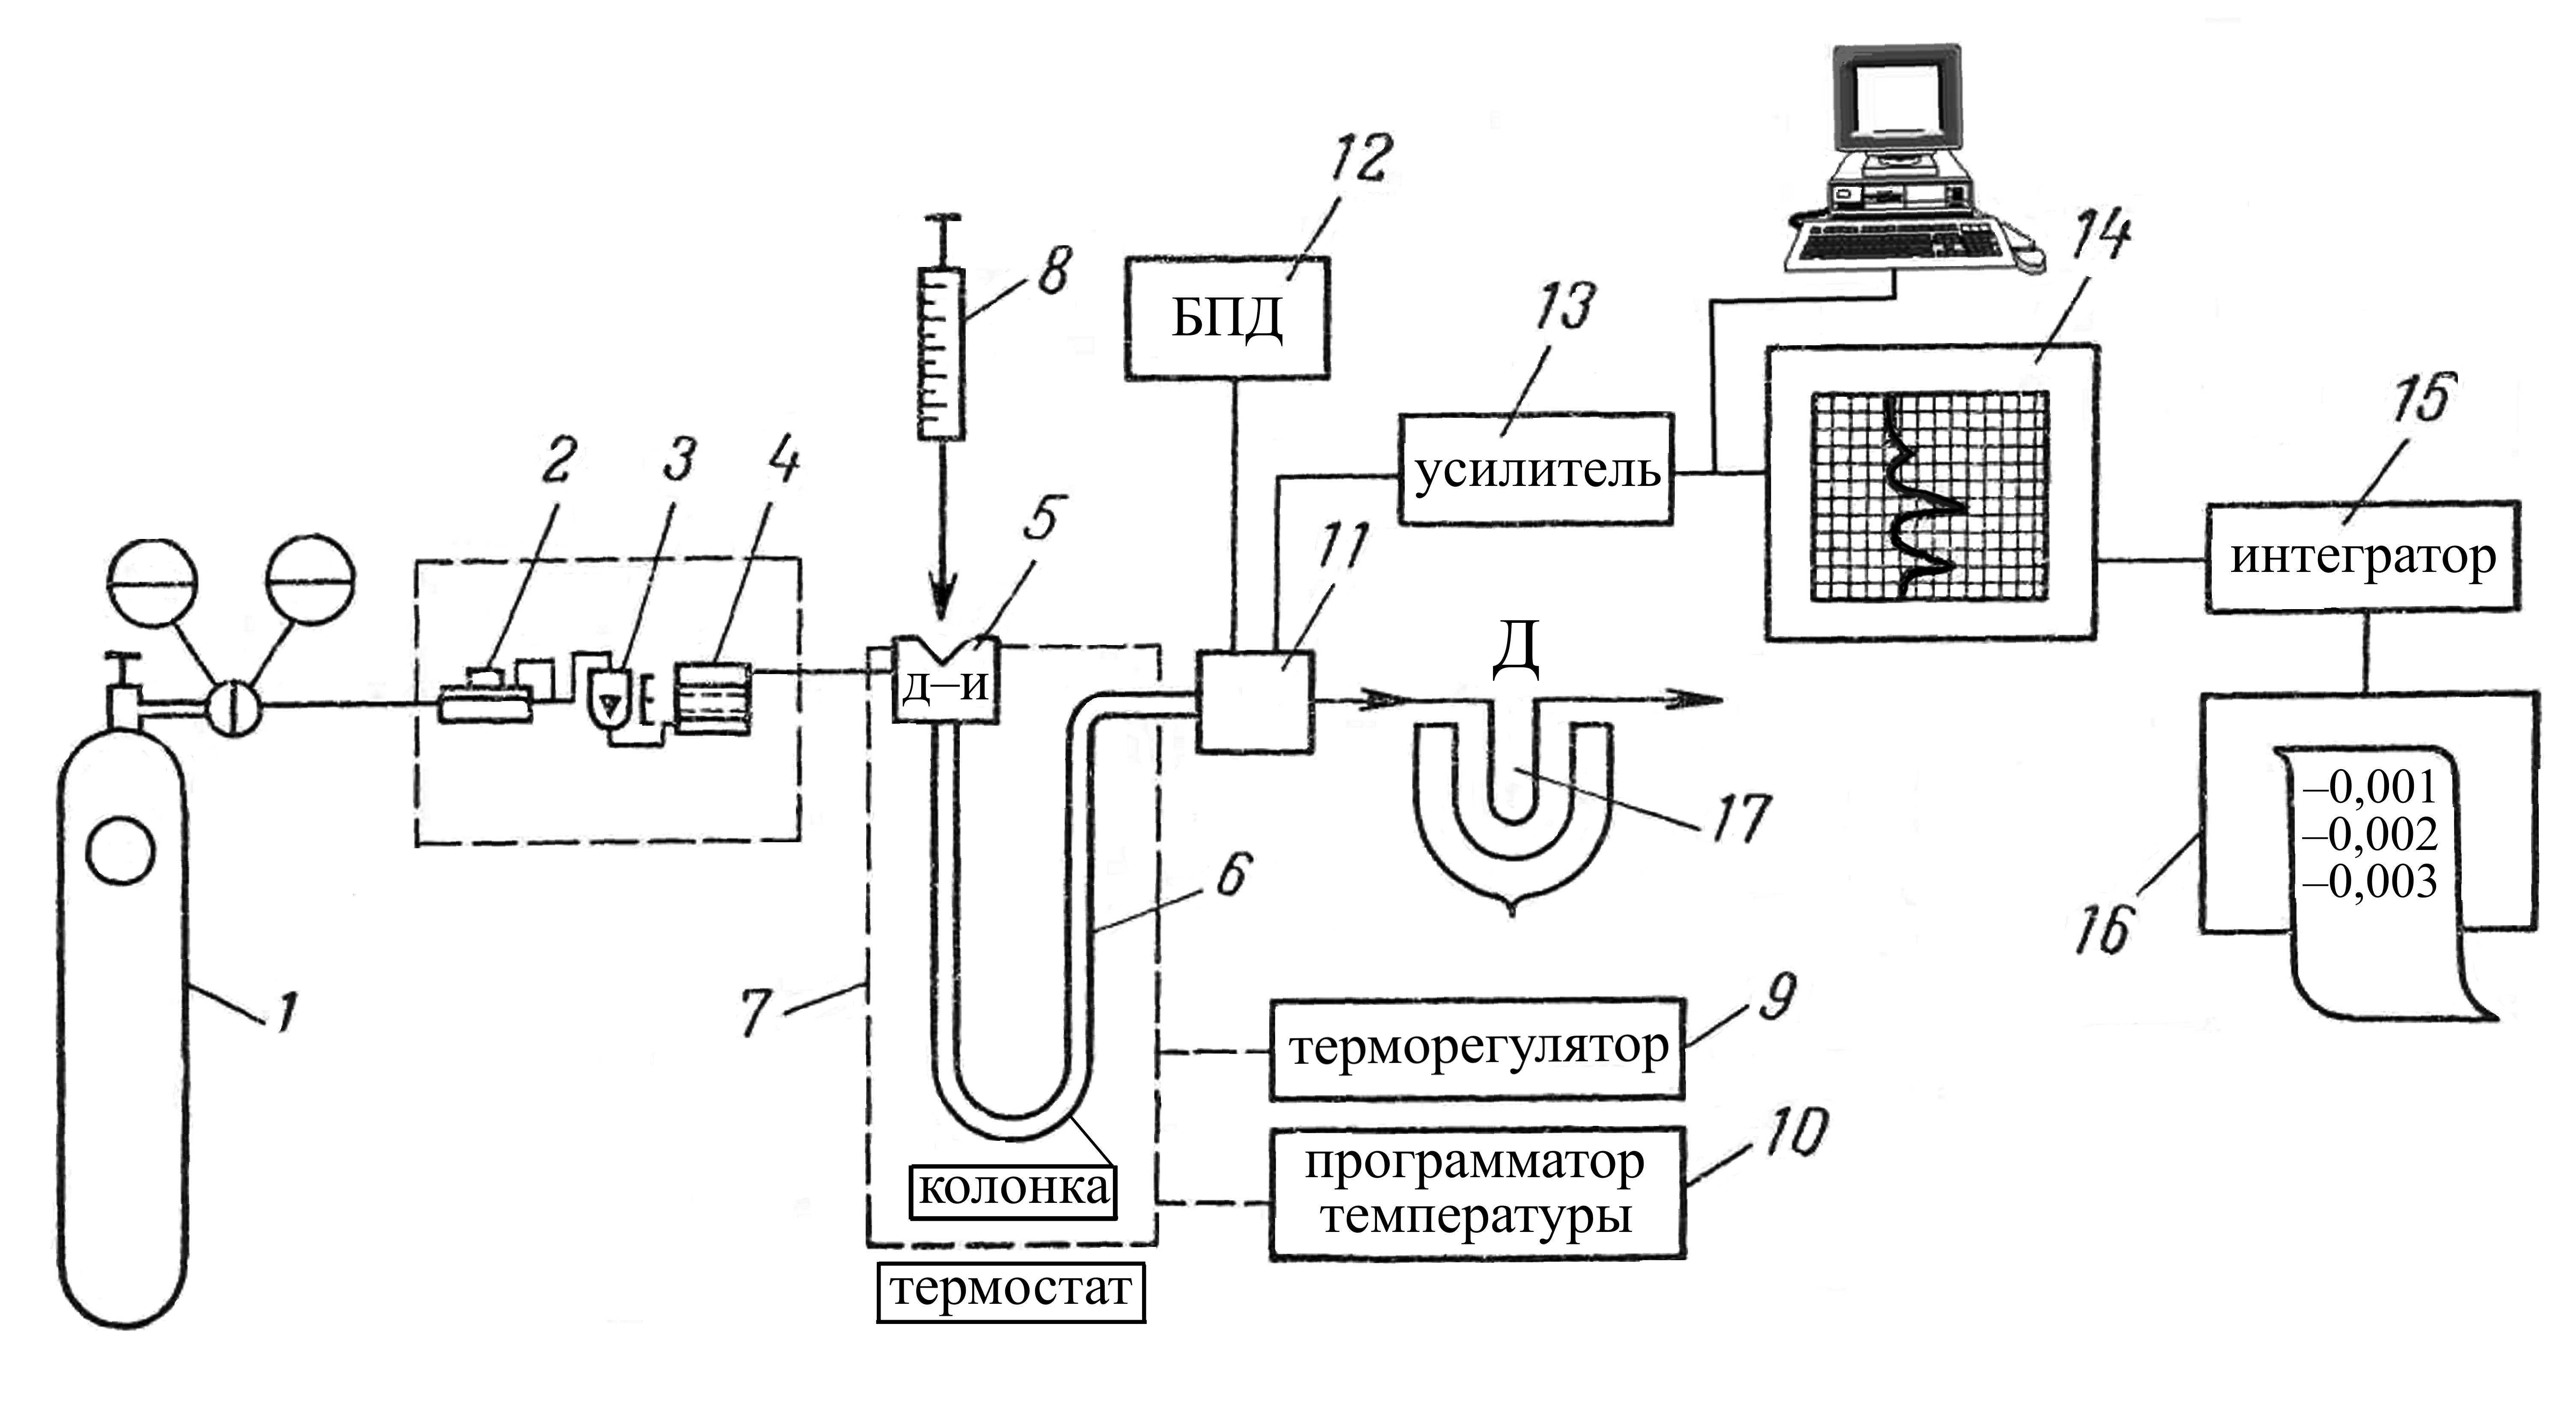 12
14
8
БПД
13
15
2
3
4
5
11
усилитель
интегратор
Д
д–и
17
–0,001
–0,002
–0,003
6
16
7
1
9
терморегулятор
10
программатор
температуры
колонка
термостат